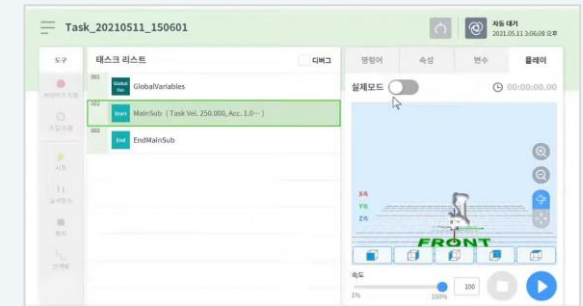 Task_20210511_150601
자동 대기
2021.05.11 3:06:08 오후
도구
태스크 리스트
디버그
명령어
속성
변수
플레이
001
Global Var.
GlobalVariables
실제모드
00:00:00.00
002
Start
MainSub ( Task Vel. 250.000, Acc. 1.0… )
003
End
EndMainSub
X축
Y축
Z축
FRONT
속도
1%
100%
100